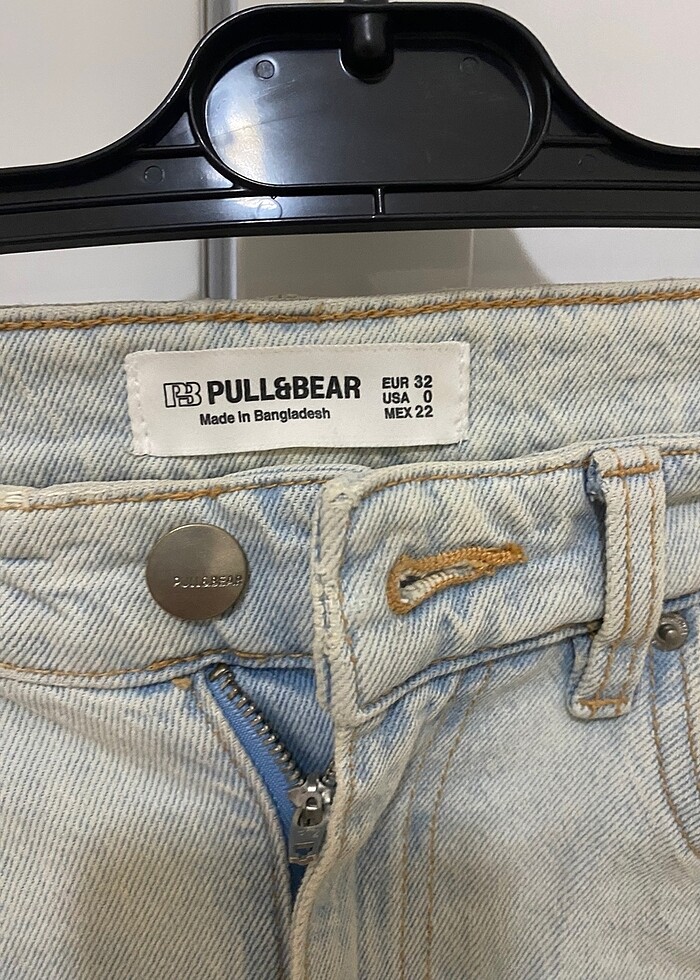 PB PULL&BEAR
Made in Bangladesh
EUR 32
USA 0
MEX 22
PULL&BEAR